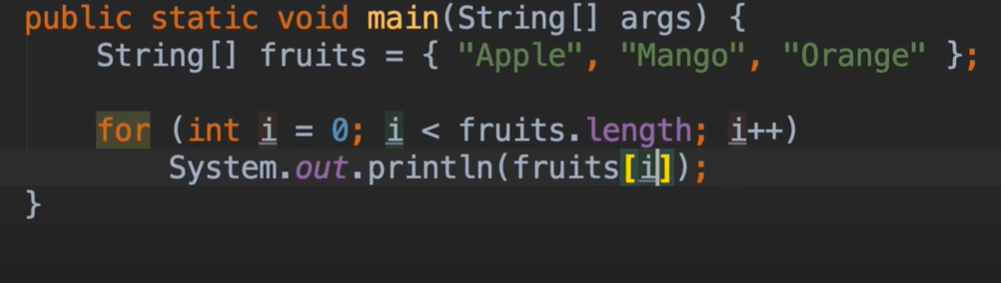 public static void main(String[] args) {
    String[] fruits = { "Apple", "Mango", "Orange" };
    for (int i = 0; i < fruits.length; i++)
        System.out.println(fruits[i]);
}